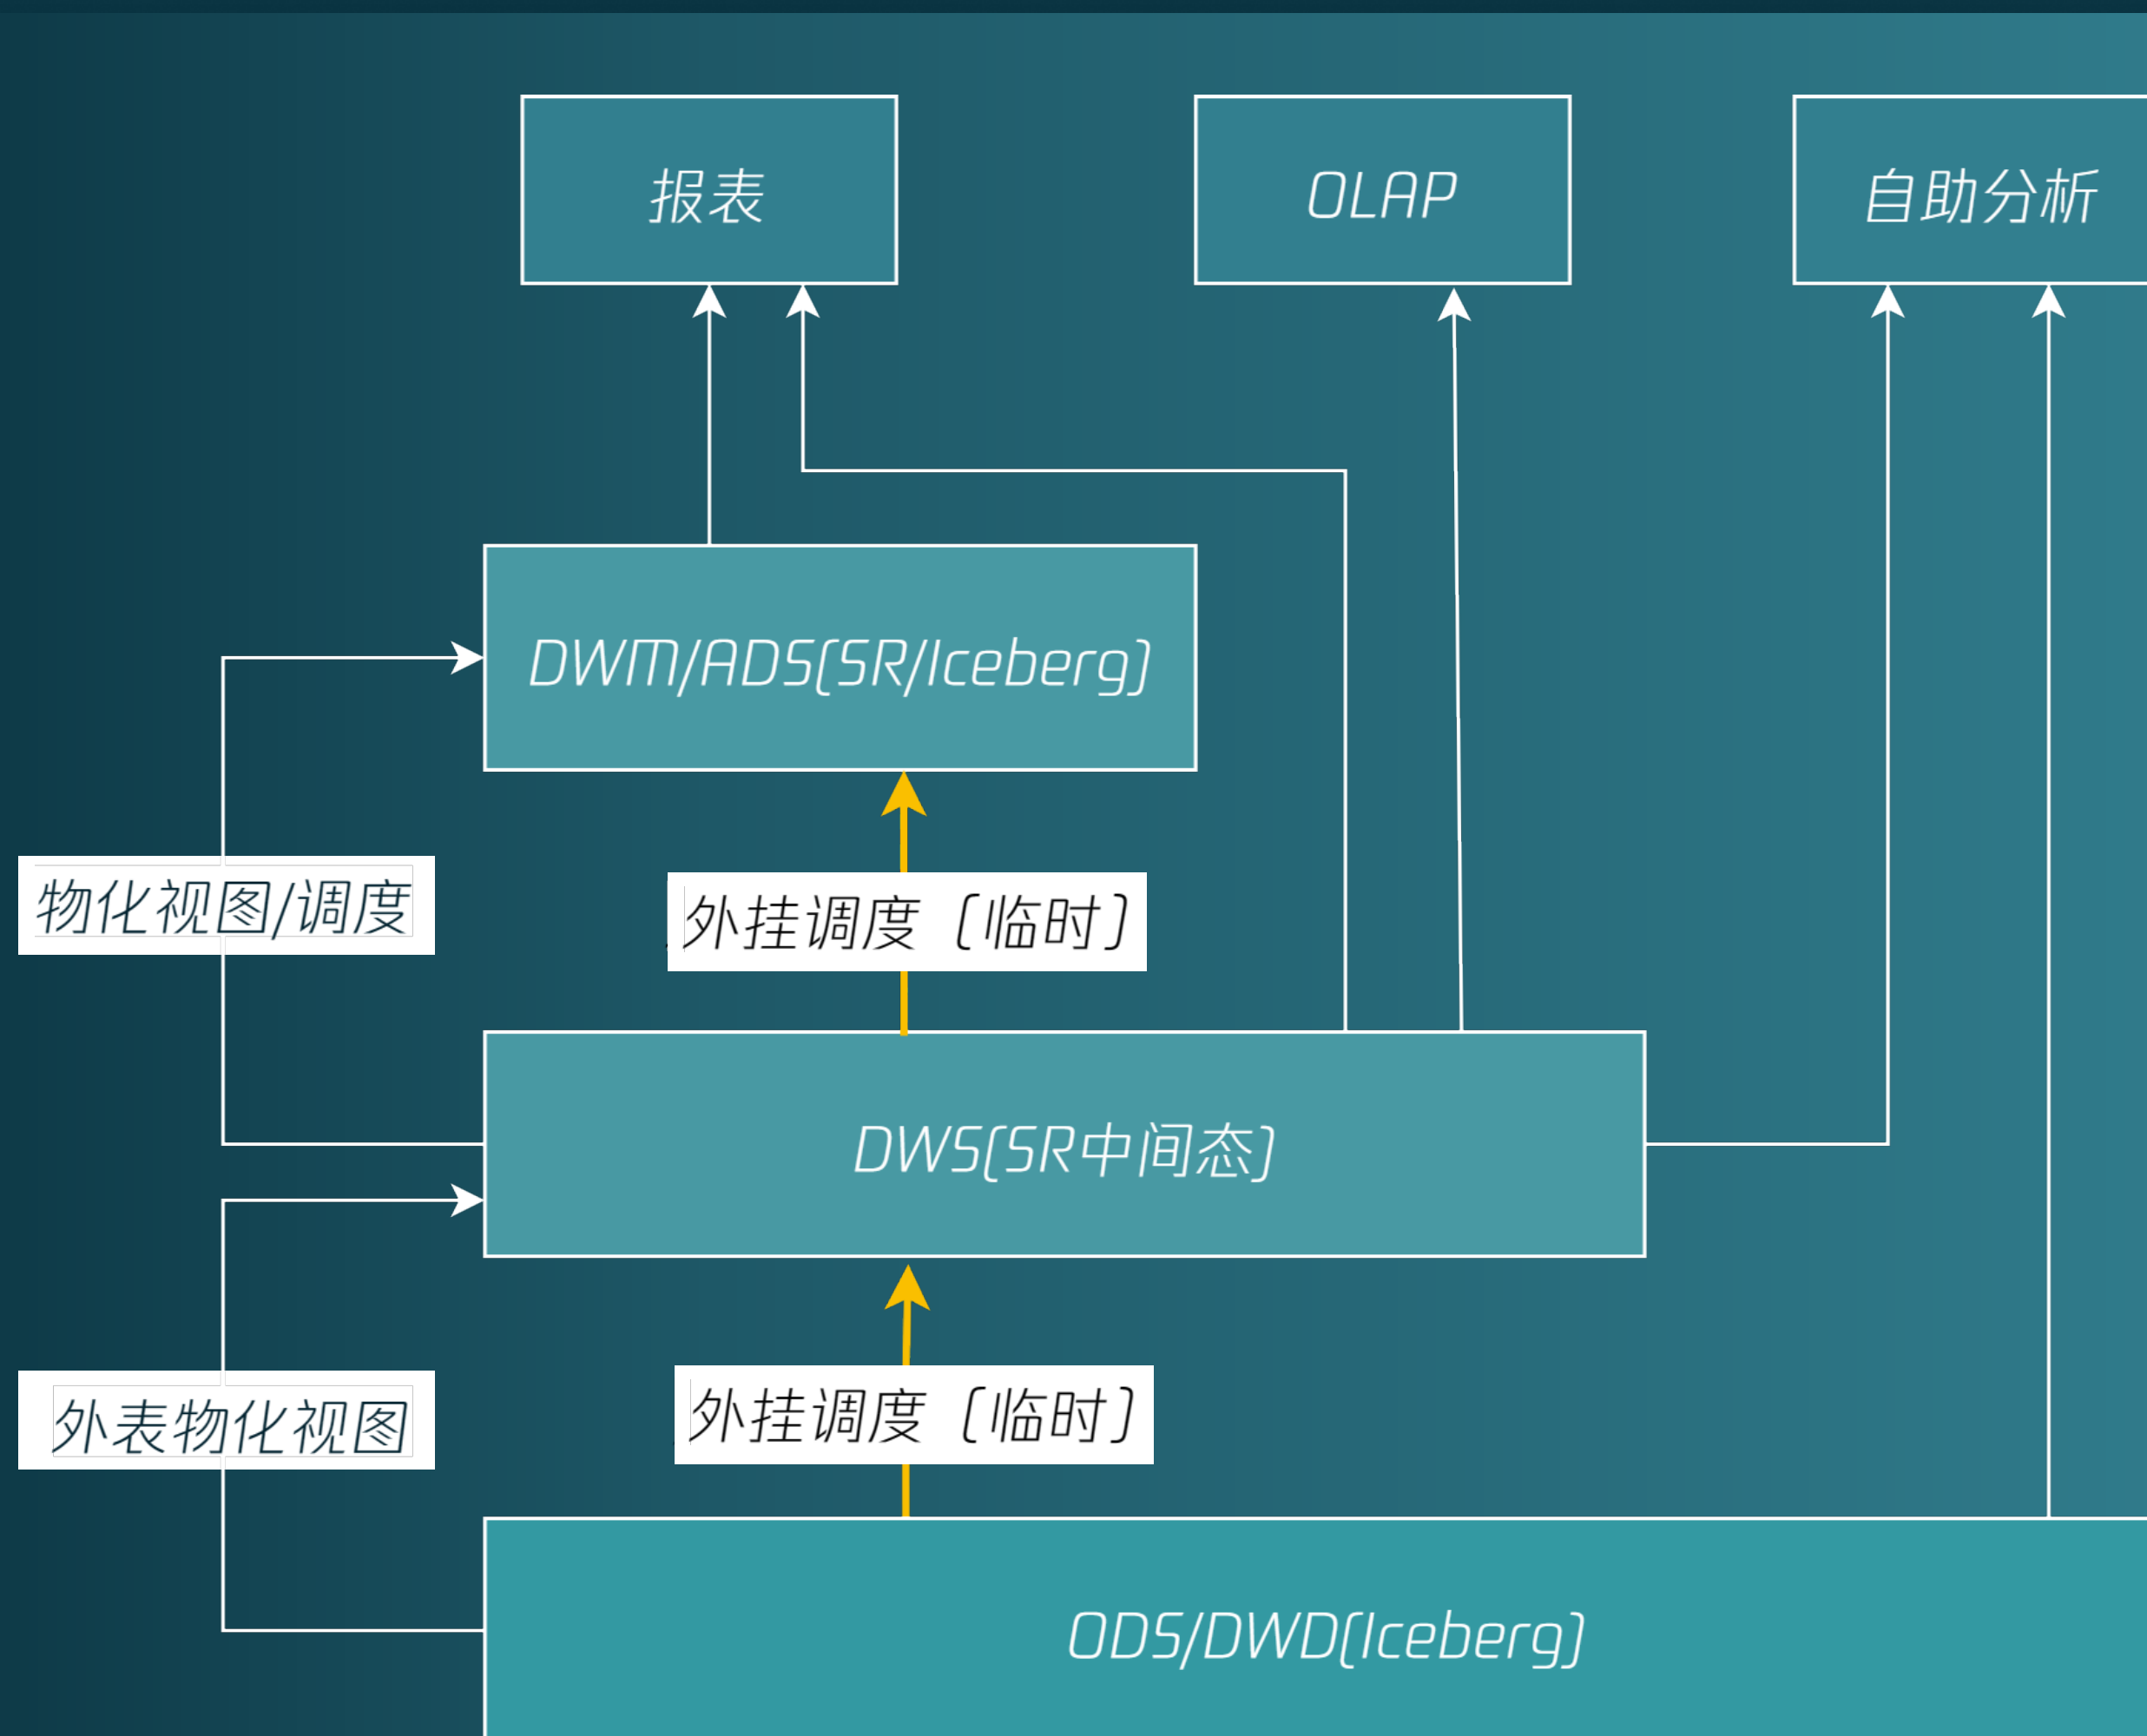 报表
OLAP
自助分析
DWM/ADS(SR/Iceberg)
物化视图/调度
外挂调度（临时）
DWS(SR中间态)
外表物化视图
外挂调度（临时）
ODS/DWD(Iceberg)